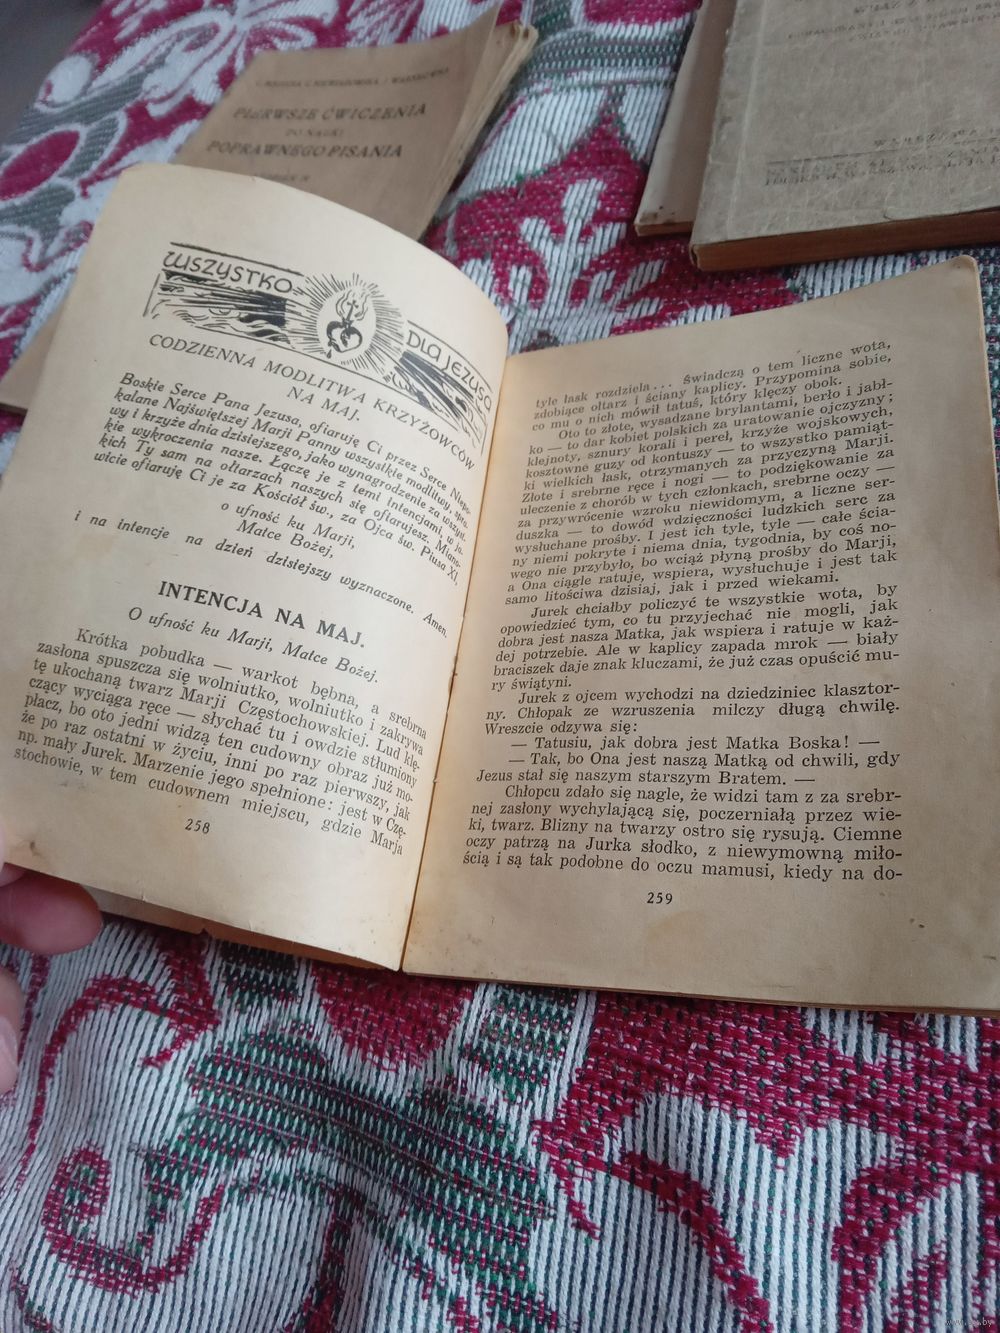 PIERWSZE ĆWICZENIA
DO NAUKI
POPRAWNEGO PISANIA
WARSZAWA
WSZYSTKO
DLA JEZUSA
CODZIENNA MODLITWA KRZYŻOWCÓW
NA MAJ.
Boskie Serce Pana Jezusa, ofiaruję Ci przez Serce Niepo-
kalane Najświętszej Marji Panny wszystkie modlitwy, spra-
wy i krzyże dnia dzisiejszego, jako wynagrodzenie za wszyst-
kie wykroczenia nasze. Łączę je z temi intencjami, w ja-
kich Ty sam na ołtarzach naszych się ofiarujesz. Miano-
wicie ofiaruję Ci je za Kościół św., za Ojca św. Piusa XI,
o ufność ku Marji,
Matce Bożej,
i na intencje na dzień dzisiejszy wyznaczone. Amen.
INTENCJA NA MAJ.
O ufność ku Marji, Matce Bożej.
Krótka pobudka — warkot bębna, a srebrna
zasłona spuszcza się wolniutko, wolniutko i zakrywa
tę ukochaną twarz Marji Częstochowskiej. Lud klę-
czący wyciąga ręce — słychać tu i owdzie stłumiony
płacz, bo oto jedni widzą ten cudowny obraz już mo-
że po raz ostatni w życiu, inni po raz pierwszy, jak
np. mały Jurek. Marzenie jego spełnione: jest w Czę-
stochowie, w tem cudownem miejscu, gdzie Marja
258
tyle łask rozdziela... Świadczą o tem liczne wota,
zdobiące ołtarz i ściany kaplicy. Przypomina sobie,
co mu o nich mówił tatuś, który klęczy obok.
Oto to złote, wysadzane brylantami, berło i jabł-
ko — to dar kobiet polskich za uratowanie ojczyzny;
klejnoty, sznury korali i pereł, krzyże wojskowych,
kosztowne guzy od kontuszy — to wszystko pamiąt-
ki wielkich łask, otrzymanych za przyczyną Marji.
Złote i srebrne ręce i nogi — to podziękowanie za
uleczenie z chorób w tych członkach, srebrne oczy —
za przywrócenie wzroku niewidomym, a liczne ser-
duszka — to dowód wdzięczności ludzkich serc za
wysłuchane prośby. I jest ich tyle, tyle — całe ścia-
ny niemi pokryte i niema dnia, tygodnia, by coś no-
wego nie przybyło, bo wciąż płyną prośby do Marji,
a Ona ciągle ratuje, wspiera, wysłuchuje i jest tak
samo litościwa dzisiaj, jak i przed wiekami.
Jurek chciałby policzyć te wszystkie wota, by
opowiedzieć tym, co tu przyjechać nie mogli, jak
dobra jest nasza Matka, jak wspiera i ratuje w każ-
dej potrzebie. Ale w kaplicy zapada mrok — biały
braciszek daje znak kluczami, że już czas opuścić mu-
ry świątyni.
Jurek z ojcem wychodzi na dziedziniec klasztor-
ny. Chłopak ze wzruszenia milczy długą chwilę.
Wreszcie odzywa się:
— Tatusiu, jak dobra jest Matka Boska! —
— Tak, bo Ona jest naszą Matką od chwili, gdy
Jezus stał się naszym starszym Bratem. —
Chłopcu zdało się nagle, że widzi tam z za srebr-
nej zasłony wychylającą się, poczerniałą przez wie-
ki, twarz. Blizny na twarzy ostro się rysują. Ciemne
oczy patrzą na Jurka słodko, z niewymowną miło-
ścią i są tak podobne do oczu mamusi, kiedy na do-
259